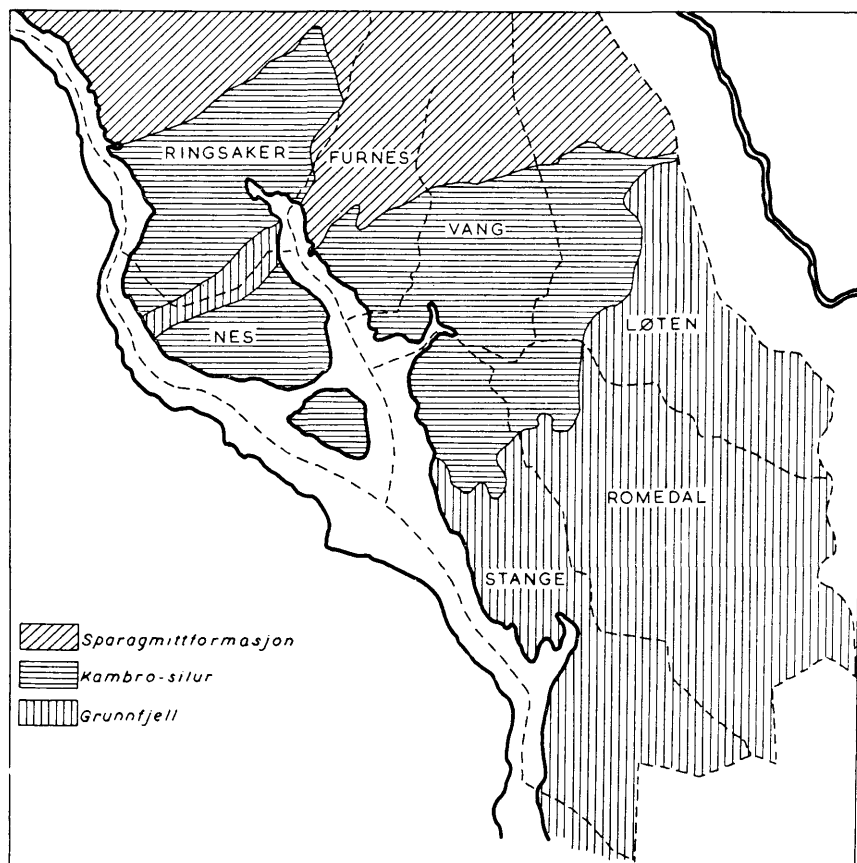 RINGSAKER
FURNES
VANG
NES
LØTEN
ROMEDAL
STANGE
Sparagmittformasjon
Kambro-silur
Grunnfjell